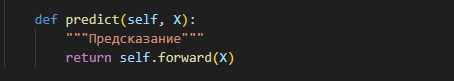 def predict(self, X):
"""Предсказание"""
return self.forward(X)